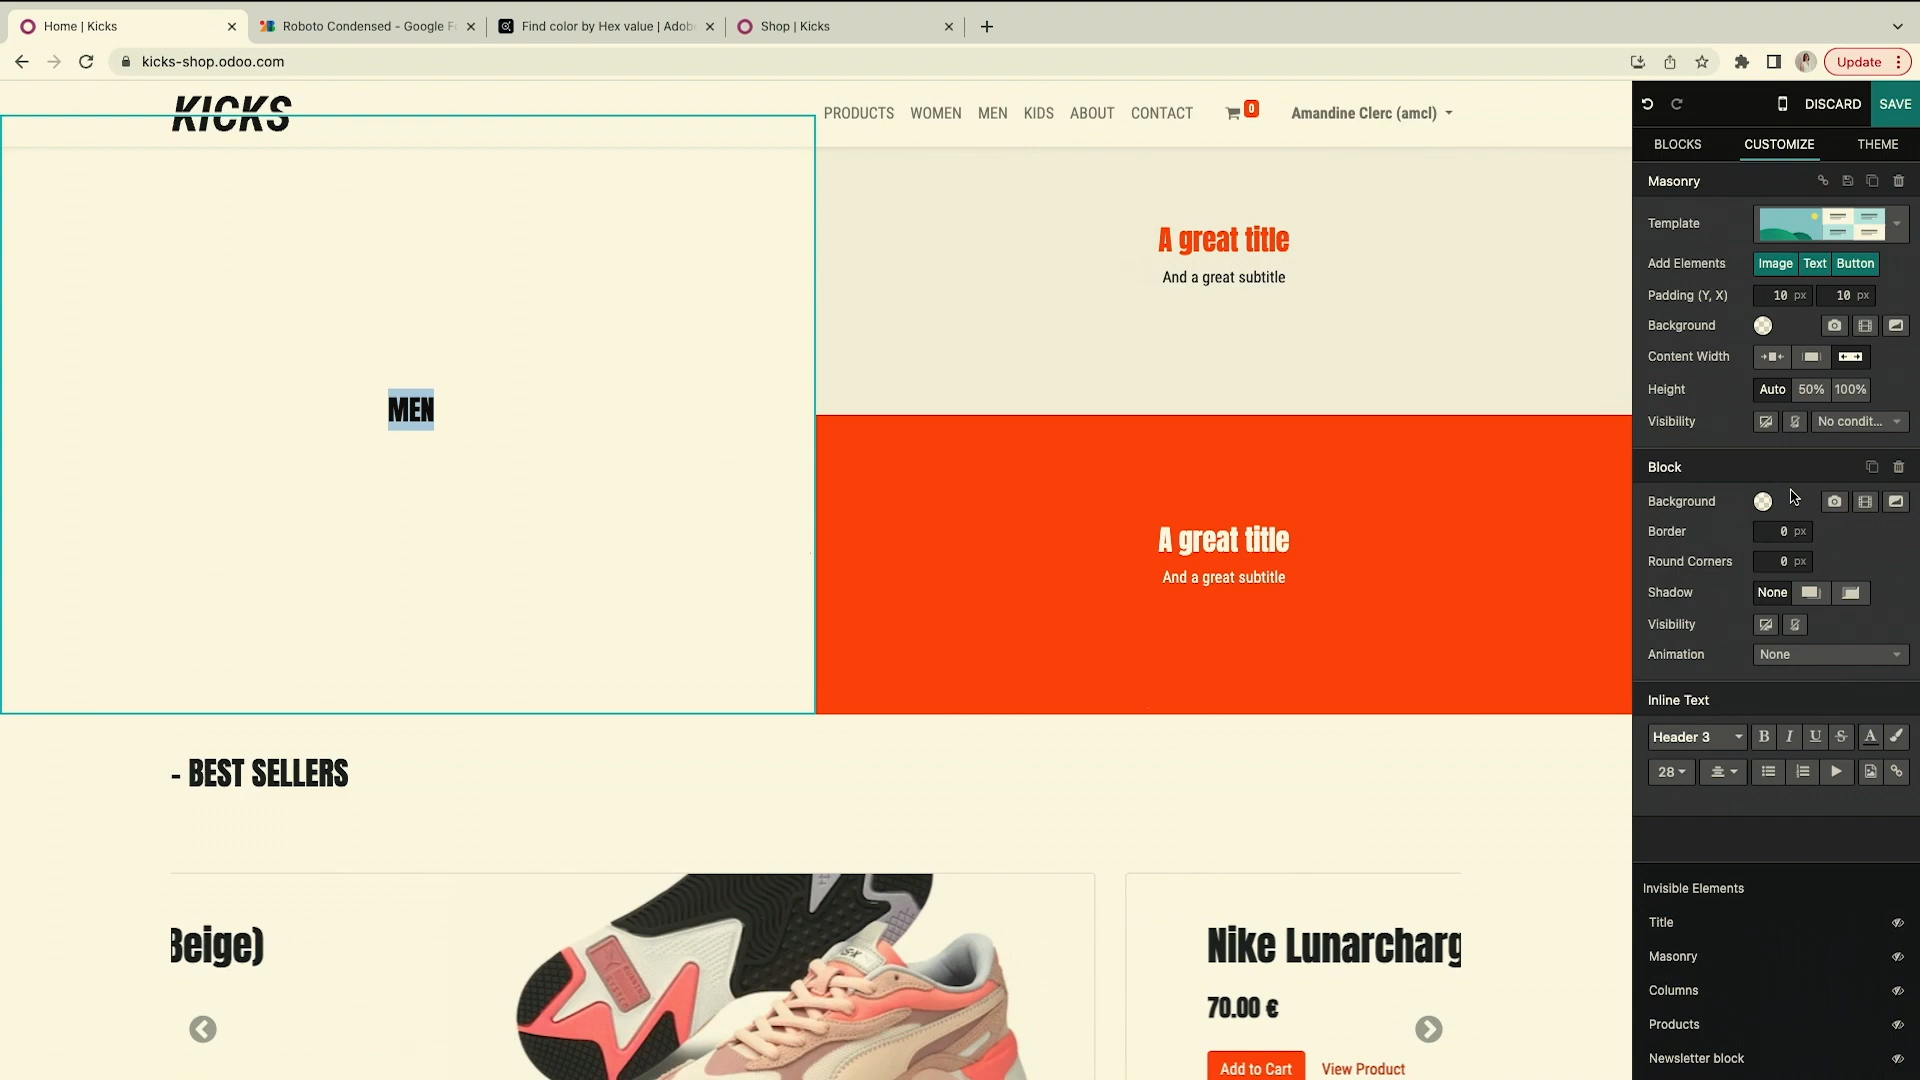 Home | Kicks
Roboto Condensed - Google F
Find color by Hex value | Adob
Shop | Kicks
kicks-shop.odoo.com
Update
KICKS
PRODUCTS WOMEN MEN KIDS ABOUT CONTACT 0 Amandine Clerc (amcl)
DISCARD SAVE
BLOCKS CUSTOMIZE THEME
Masonry
Template
Add Elements Image Text Button
Padding (Y, X) 10 px 10 px
Background
Content Width
Height Auto 50% 100%
Visibility No condit...
Block
Background
Border 0 px
Round Corners 0 px
Shadow None
Visibility
Animation None
Inline Text
Header 3 B I U S A
28
Invisible Elements
Title
Masonry
Columns
Products
Newsletter block
A great title
And a great subtitle
MEN
A great title
And a great subtitle
- BEST SELLERS
Beige)
Nike Lunarcharg
70.00 €
Add to Cart View Product